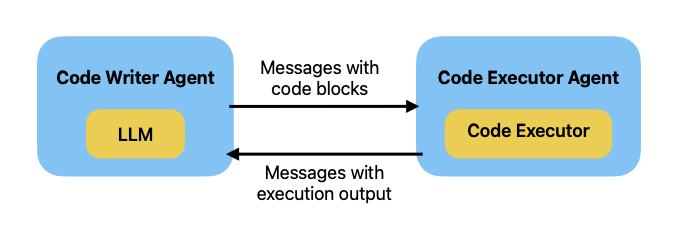 Code Writer Agent
LLM
Messages with
code blocks
Messages with
execution output
Code Executor Agent
Code Executor